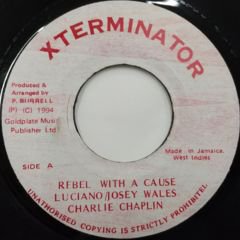 XTERMINATOR
Produced &
Arranged by
P. BURRELL
(P) (C) 1994
Goldplate Music
Publisher Ltd
Made in Jamaica.
West Indies
SIDE A
REBEL WITH A CAUSE
LUCIANO/JOSEY WALES
CHARLIE CHAPLIN
UNAUTHORISED COPYING IS STRICTLY PROHIBITED.